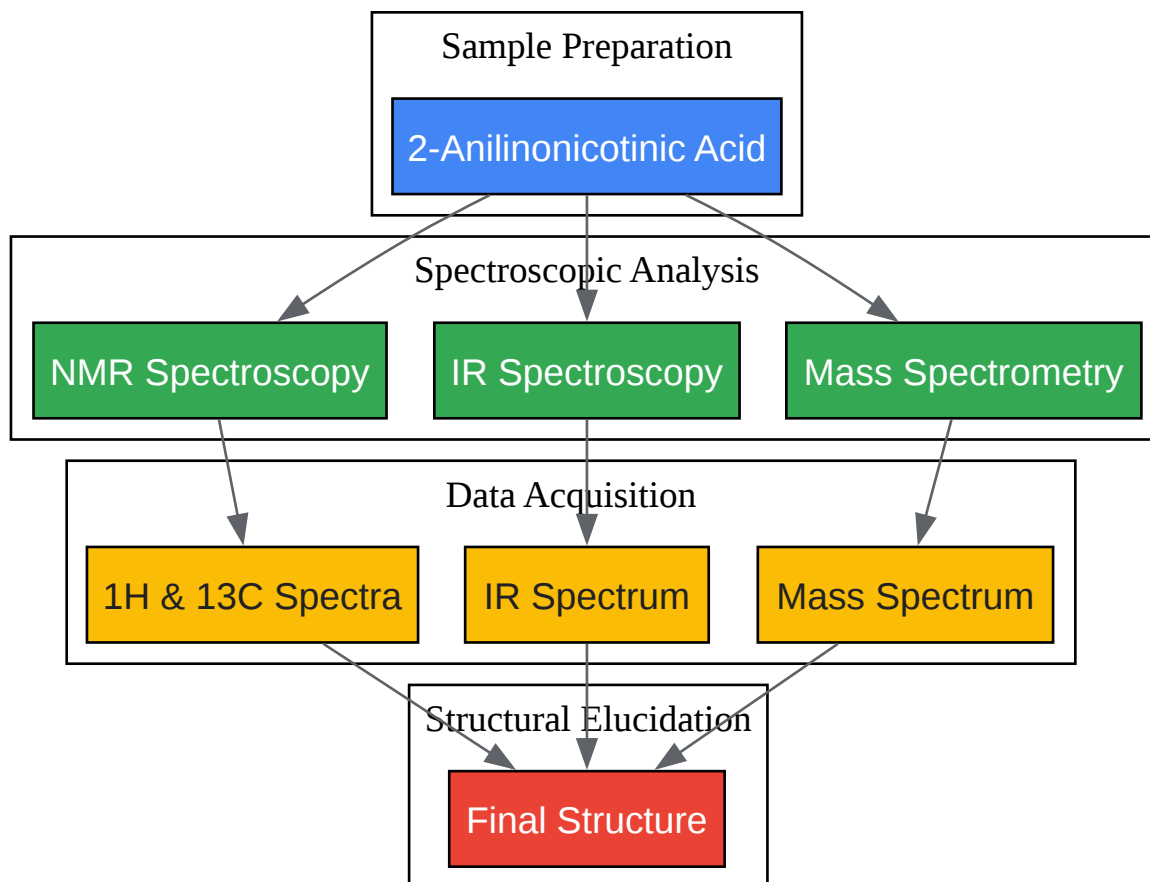 Sample Preparation
2-Anilinonicotinic Acid
Spectroscopic Analysis
NMR Spectroscopy
IR Spectroscopy
Mass Spectrometry
Data Acquisition
1H & 13C Spectra
IR Spectrum
Mass Spectrum
Structural Elucidation
Final Structure